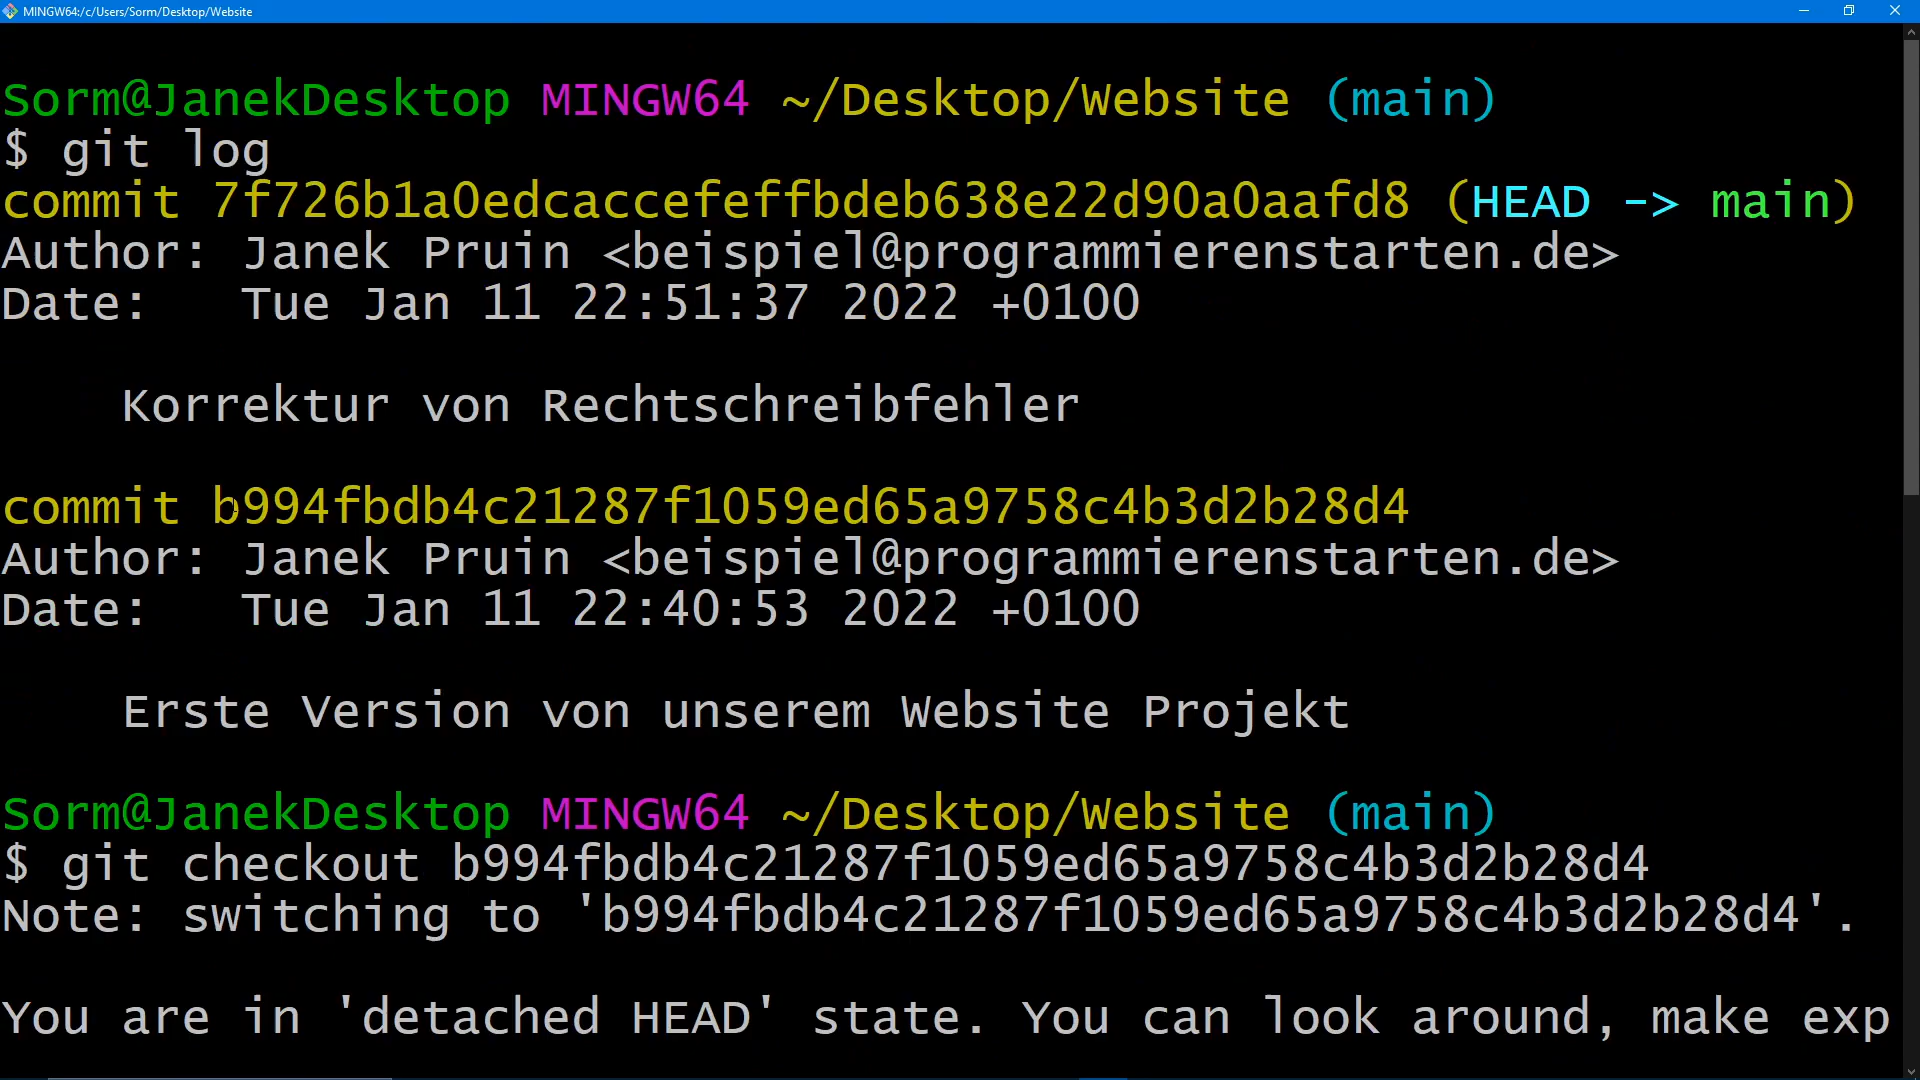 MINGW64:/c/Users/Sorm/Desktop/Website
Sorm@JanekDesktop MINGW64 ~/Desktop/Website (main)
$ git log
commit 7f726b1a0edcaccefeffbdeb638e22d90a0aafd8 (HEAD -> main)
Author: Janek Pruin <beispiel@programmierenstarten.de>
Date:   Tue Jan 11 22:51:37 2022 +0100
Korrektur von Rechtschreibfehler
commit b994fbdb4c21287f1059ed65a9758c4b3d2b28d4
Author: Janek Pruin <beispiel@programmierenstarten.de>
Date:   Tue Jan 11 22:40:53 2022 +0100
Erste Version von unserem Website Projekt
Sorm@JanekDesktop MINGW64 ~/Desktop/Website (main)
$ git checkout b994fbdb4c21287f1059ed65a9758c4b3d2b28d4
Note: switching to 'b994fbdb4c21287f1059ed65a9758c4b3d2b28d4'.
You are in 'detached HEAD' state. You can look around, make exp